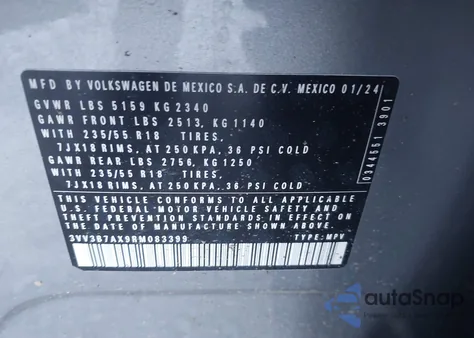 MFD BY VOLKSWAGEN DE MEXICO S.A. DE C.V. MEXICO 01/24
GVWR LBS 5159 KG 2340
GAWR FRONT LBS 2513, KG 1140
WITH 235/55 R18 TIRES,
7JX18 RIMS, AT 250 KPA, 36 PSI COLD
GAWR REAR LBS 2756, KG 1250
WITH 235/55 R18 TIRES,
7JX18 RIMS, AT 250 KPA, 36 PSI COLD
THIS VEHICLE CONFORMS TO ALL APPLICABLE
U.S. FEDERAL MOTOR VEHICLE SAFETY AND
THEFT PREVENTION STANDARDS IN EFFECT ON
THE DATE OF MANUFACTURE SHOWN ABOVE
3VV3B7AX9RM083399 TYPE: MPV
0344551 3901
autoSnap